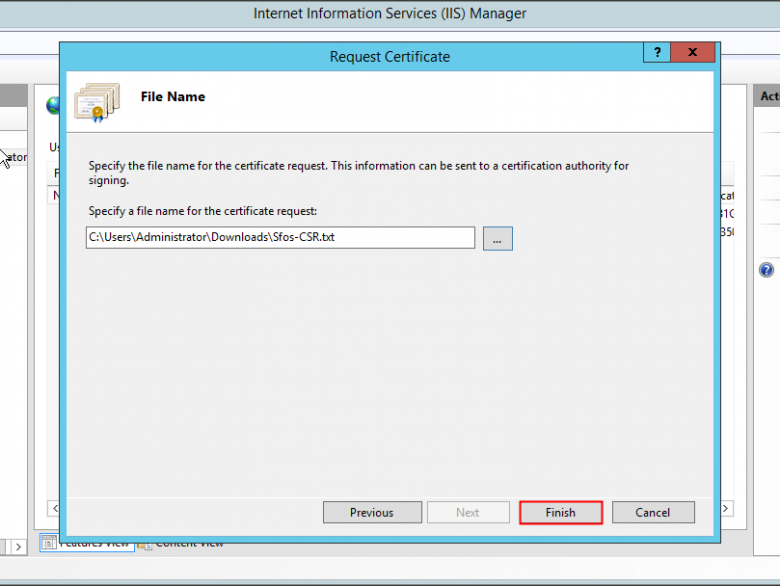 Internet Information Services (IIS) Manager
Request Certificate
?
x
File Name
Act
ator
Specify the file name for the certificate request. This information can be sent to a certification authority for
signing.
Specify a file name for the certificate request:
C:\Users\Administrator\Downloads\Sfos-CSR.txt
...
?
Previous
Next
Finish
Cancel
Features View
Content View